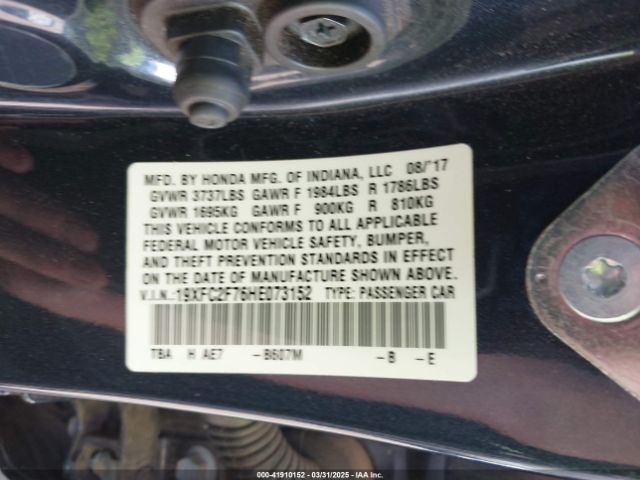 MFD. BY HONDA MFG. OF INDIANA, LLC 08/'17
GVWR 3737LBS GAWR F 1984LBS R 1786LBS
GVWR 1695KG GAWR F 900KG R 810KG
THIS VEHICLE CONFORMS TO ALL APPLICABLE
FEDERAL MOTOR VEHICLE SAFETY, BUMPER,
AND THEFT PREVENTION STANDARDS IN EFFECT
ON THE DATE OF MANUFACTURE SHOWN ABOVE.
V.I.N.:19XFC2F76HE073152 TYPE: PASSENGER CAR
TBA H AE7 -B607M -B -E
000-41910152 - 03/31/2025 - IAAI.COM